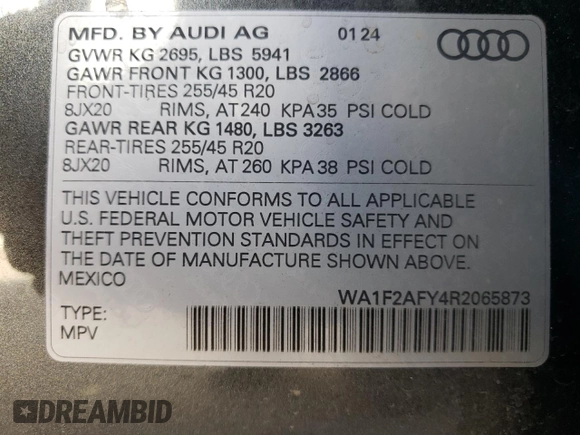 MFD. BY AUDI AG 0124
GVWR KG 2695, LBS 5941
GAWR FRONT KG 1300, LBS 2866
FRONT-TIRES 255/45 R20
8JX20 RIMS, AT 240 KPA 35 PSI COLD
GAWR REAR KG 1480, LBS 3263
REAR-TIRES 255/45 R20
8JX20 RIMS, AT 260 KPA 38 PSI COLD
THIS VEHICLE CONFORMS TO ALL APPLICABLE
U.S. FEDERAL MOTOR VEHICLE SAFETY AND
THEFT PREVENTION STANDARDS IN EFFECT ON
THE DATE OF MANUFACTURE SHOWN ABOVE.
MEXICO
WA1F2AFY4R2065873
TYPE:
MPV
DREAMBID